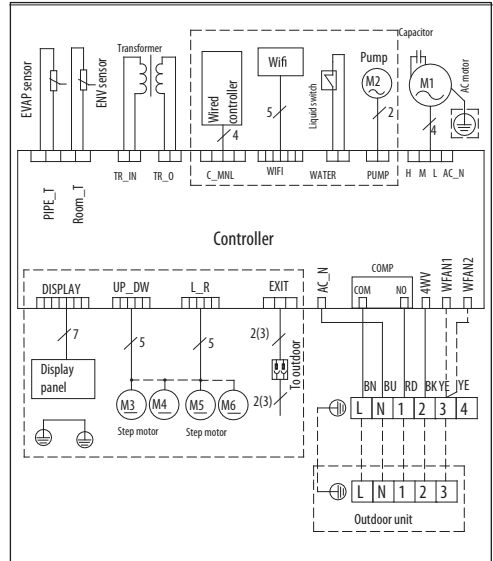 EVAP sensor
ENV sensor
Transformer
Wired
controller
4
Wifi
5
Liquid switch
Pump
M2
2
Capacitor
M1
4
AC motor
PIPE_T
Room_T
TR_IN
TR_O
C_MNL
WIFI
WATER
PUMP
H M L AC_N
Controller
DISPLAY
UP_DW
L_R
EXIT
AC_N
COMP
COM
NO
4WV
WFAN1
WFAN2
7
5
5
2(3)
To outdoor
2(3)
Display
panel
M3
M4
M5
M6
Step motor
Step motor
BN
BU
RD
BK
YE
YE
L N 1 2 3 4
L N 1 2 3
Outdoor unit